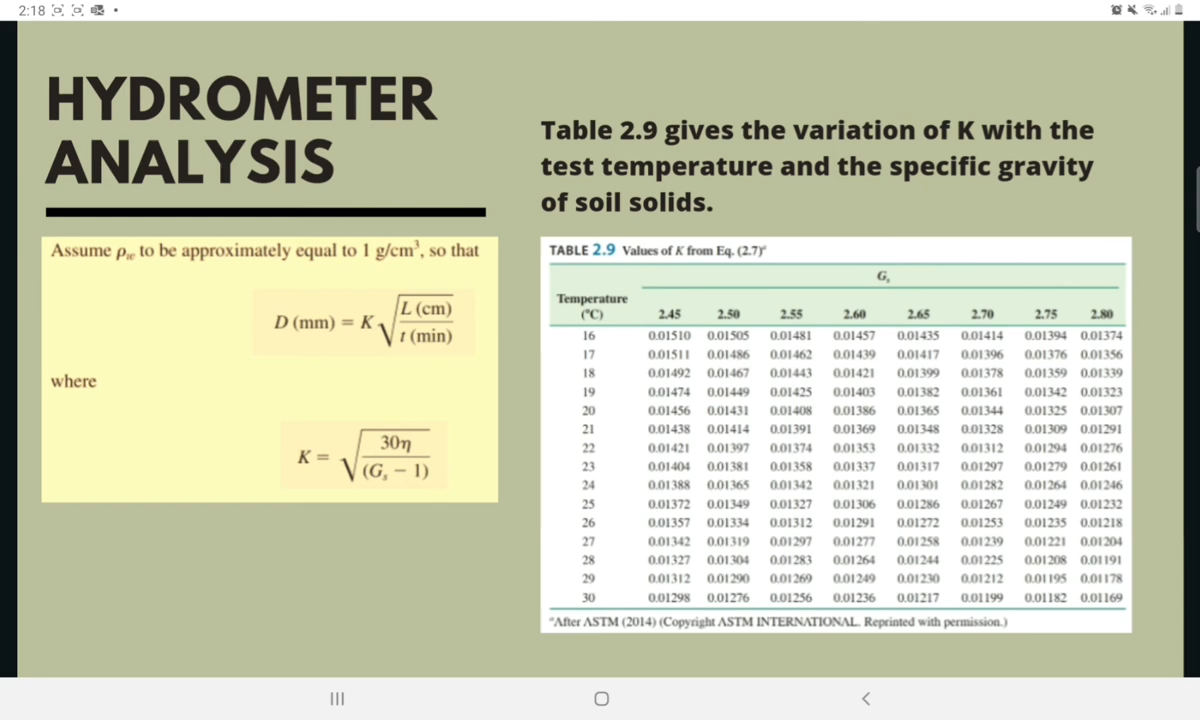 2:18
HYDROMETER
ANALYSIS
Assume ρw to be approximately equal to 1 g/cm³, so that
D (mm) = K √ L (cm) / t (min)
where
K = √ 30η / (Gs − 1)
Table 2.9 gives the variation of K with the
test temperature and the specific gravity
of soil solids.
TABLE 2.9 Values of K from Eq. (2.7)ᵃ
Gs
Temperature
(°C) 2.45 2.50 2.55 2.60 2.65 2.70 2.75 2.80
16 0.01510 0.01505 0.01481 0.01457 0.01435 0.01414 0.01394 0.01374
17 0.01511 0.01486 0.01462 0.01439 0.01417 0.01396 0.01376 0.01356
18 0.01492 0.01467 0.01443 0.01421 0.01399 0.01378 0.01359 0.01339
19 0.01474 0.01449 0.01425 0.01403 0.01382 0.01361 0.01342 0.01323
20 0.01456 0.01431 0.01408 0.01386 0.01365 0.01344 0.01325 0.01307
21 0.01438 0.01414 0.01391 0.01369 0.01348 0.01328 0.01309 0.01291
22 0.01421 0.01397 0.01374 0.01353 0.01332 0.01312 0.01294 0.01276
23 0.01404 0.01381 0.01358 0.01337 0.01317 0.01297 0.01279 0.01261
24 0.01388 0.01365 0.01342 0.01321 0.01301 0.01282 0.01264 0.01246
25 0.01372 0.01349 0.01327 0.01306 0.01286 0.01267 0.01249 0.01232
26 0.01357 0.01334 0.01312 0.01291 0.01272 0.01253 0.01235 0.01218
27 0.01342 0.01319 0.01297 0.01277 0.01258 0.01239 0.01221 0.01204
28 0.01327 0.01304 0.01283 0.01264 0.01244 0.01225 0.01208 0.01191
29 0.01312 0.01290 0.01269 0.01249 0.01230 0.01212 0.01195 0.01178
30 0.01298 0.01276 0.01256 0.01236 0.01217 0.01199 0.01182 0.01169
ᵃAfter ASTM (2014) (Copyright ASTM INTERNATIONAL. Reprinted with permission.)